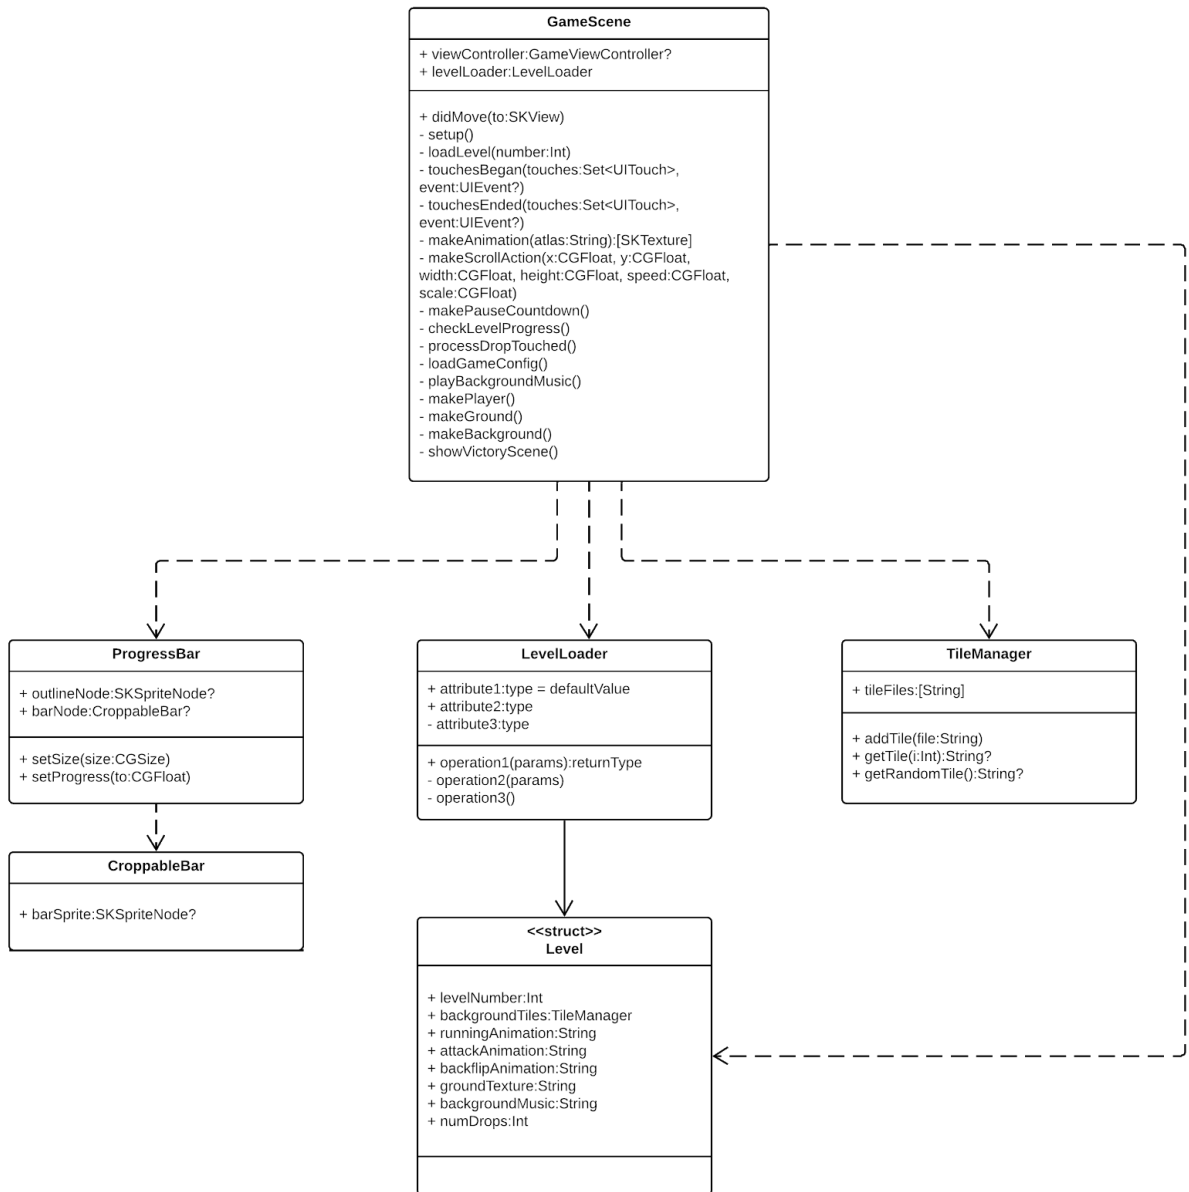 GameScene
+ viewController:GameViewController?
+ levelLoader:LevelLoader
+ didMove(to:SKView)
- setup()
- loadLevel(number:Int)
- touchesBegan(touches:Set<UITouch>,
event:UIEvent?)
- touchesEnded(touches:Set<UITouch>,
event:UIEvent?)
- makeAnimation(atlas:String):[SKTexture]
- makeScrollAction(x:CGFloat, y:CGFloat,
width:CGFloat, height:CGFloat, speed:CGFloat,
scale:CGFloat)
- makePauseCountdown()
- checkLevelProgress()
- processDropTouched()
- loadGameConfig()
- playBackgroundMusic()
- makePlayer()
- makeGround()
- makeBackground()
- showVictoryScene()
ProgressBar
+ outlineNode:SKSpriteNode?
+ barNode:CroppableBar?
+ setSize(size:CGSize)
+ setProgress(to:CGFloat)
LevelLoader
+ attribute1:type = defaultValue
+ attribute2:type
- attribute3:type
+ operation1(params):returnType
- operation2(params)
- operation3()
TileManager
+ tileFiles:[String]
+ addTile(file:String)
+ getTile(i:Int):String?
+ getRandomTile():String?
CroppableBar
+ barSprite:SKSpriteNode?
<<struct>>
Level
+ levelNumber:Int
+ backgroundTiles:TileManager
+ runningAnimation:String
+ attackAnimation:String
+ backflipAnimation:String
+ groundTexture:String
+ backgroundMusic:String
+ numDrops:Int